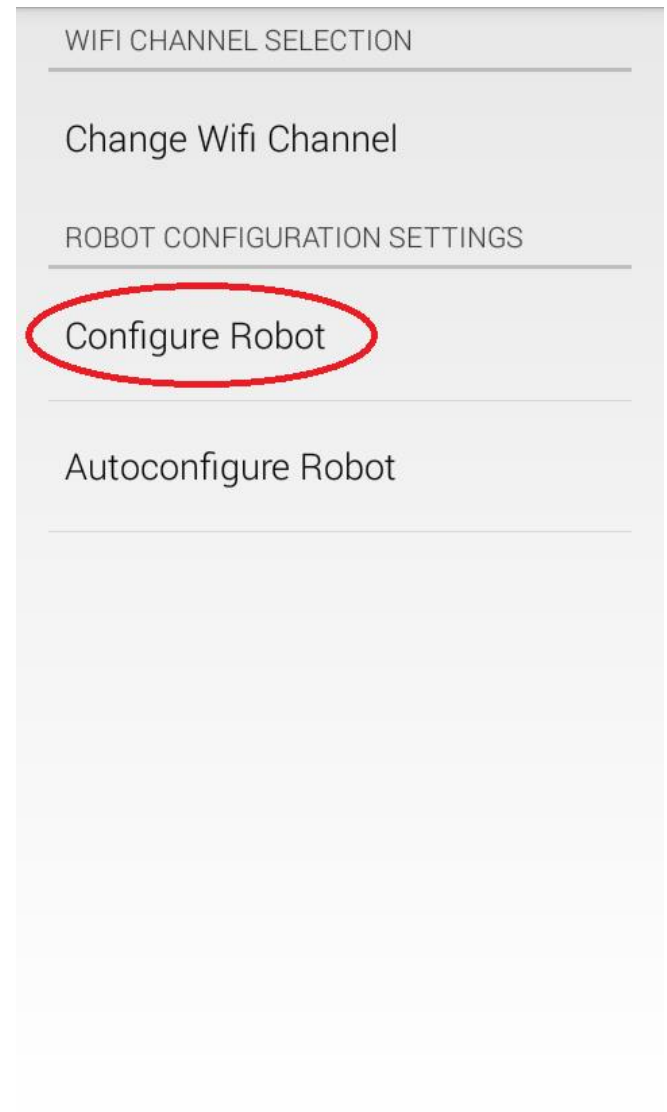 WIFI CHANNEL SELECTION
Change Wifi Channel
ROBOT CONFIGURATION SETTINGS
Configure Robot
Autoconfigure Robot